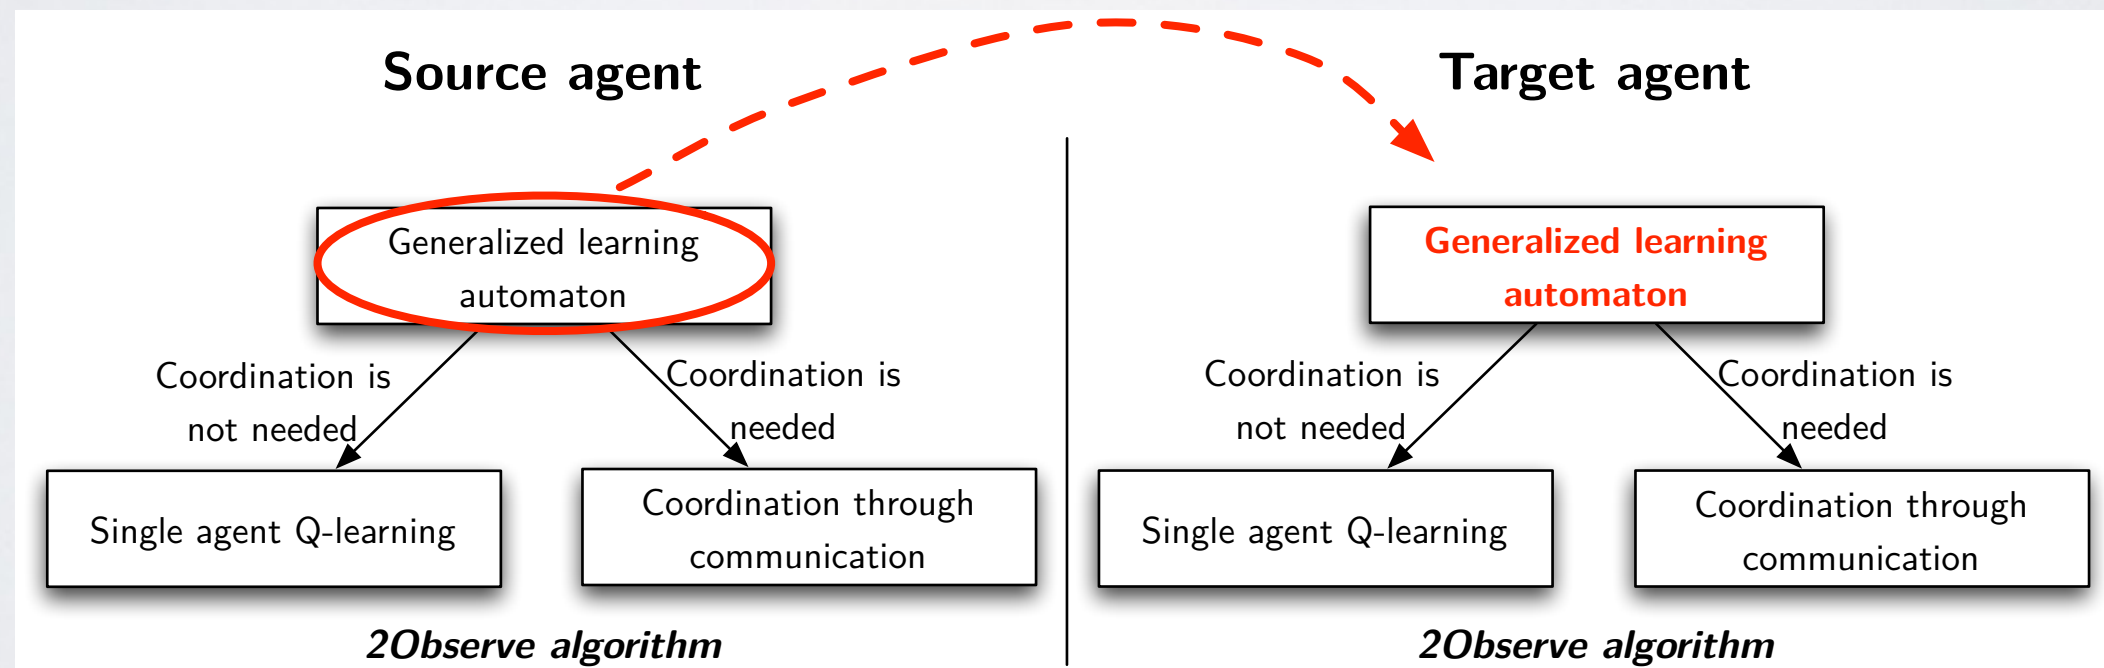 Source agent
Generalized learning
automaton
Coordination is
not needed
Coordination is
needed
Single agent Q-learning
Coordination through
communication
2Observe algorithm
Target agent
Generalized learning
automaton
Coordination is
not needed
Coordination is
needed
Single agent Q-learning
Coordination through
communication
2Observe algorithm